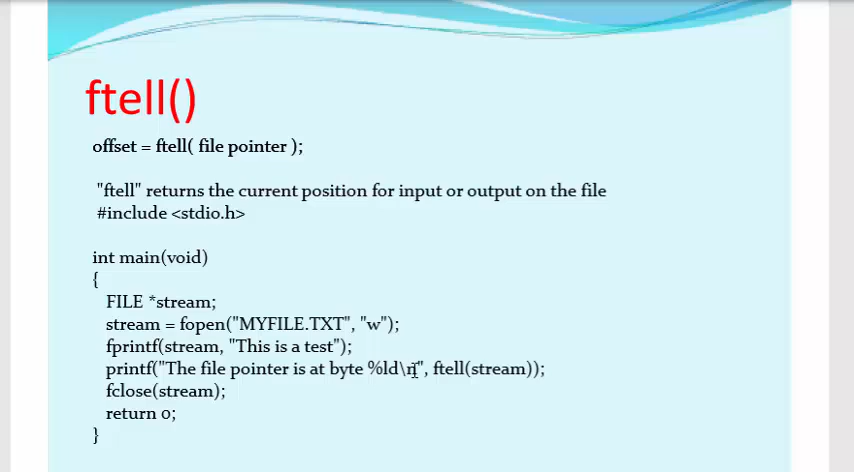 ftell()
offset = ftell( file pointer );
"ftell" returns the current position for input or output on the file
#include <stdio.h>
int main(void)
{
FILE *stream;
stream = fopen("MYFILE.TXT", "w");
fprintf(stream, "This is a test");
printf("The file pointer is at byte %ld\n", ftell(stream));
fclose(stream);
return 0;
}